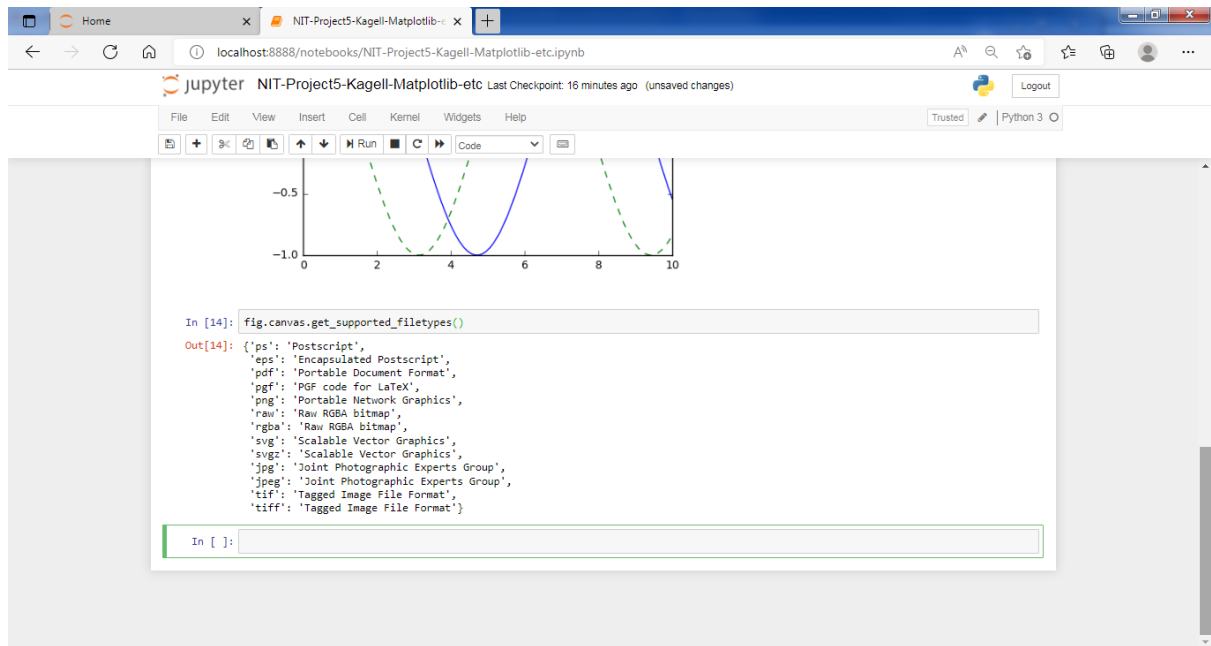 Home
NIT-Project5-Kagell-Matplotlib-e
localhost:8888/notebooks/NIT-Project5-Kagell-Matplotlib-etc.ipynb
jupyter NIT-Project5-Kagell-Matplotlib-etc Last Checkpoint: 16 minutes ago (unsaved changes)
Logout
File Edit View Insert Cell Kernel Widgets Help
Trusted Python 3
Run Code
−0.5
−1.0
0 2 4 6 8 10
In [14]: fig.canvas.get_supported_filetypes()
Out[14]: {'ps': 'Postscript',
'eps': 'Encapsulated Postscript',
'pdf': 'Portable Document Format',
'pgf': 'PGF code for LaTeX',
'png': 'Portable Network Graphics',
'raw': 'Raw RGBA bitmap',
'rgba': 'Raw RGBA bitmap',
'svg': 'Scalable Vector Graphics',
'svgz': 'Scalable Vector Graphics',
'jpg': 'Joint Photographic Experts Group',
'jpeg': 'Joint Photographic Experts Group',
'tif': 'Tagged Image File Format',
'tiff': 'Tagged Image File Format'}
In [ ]: